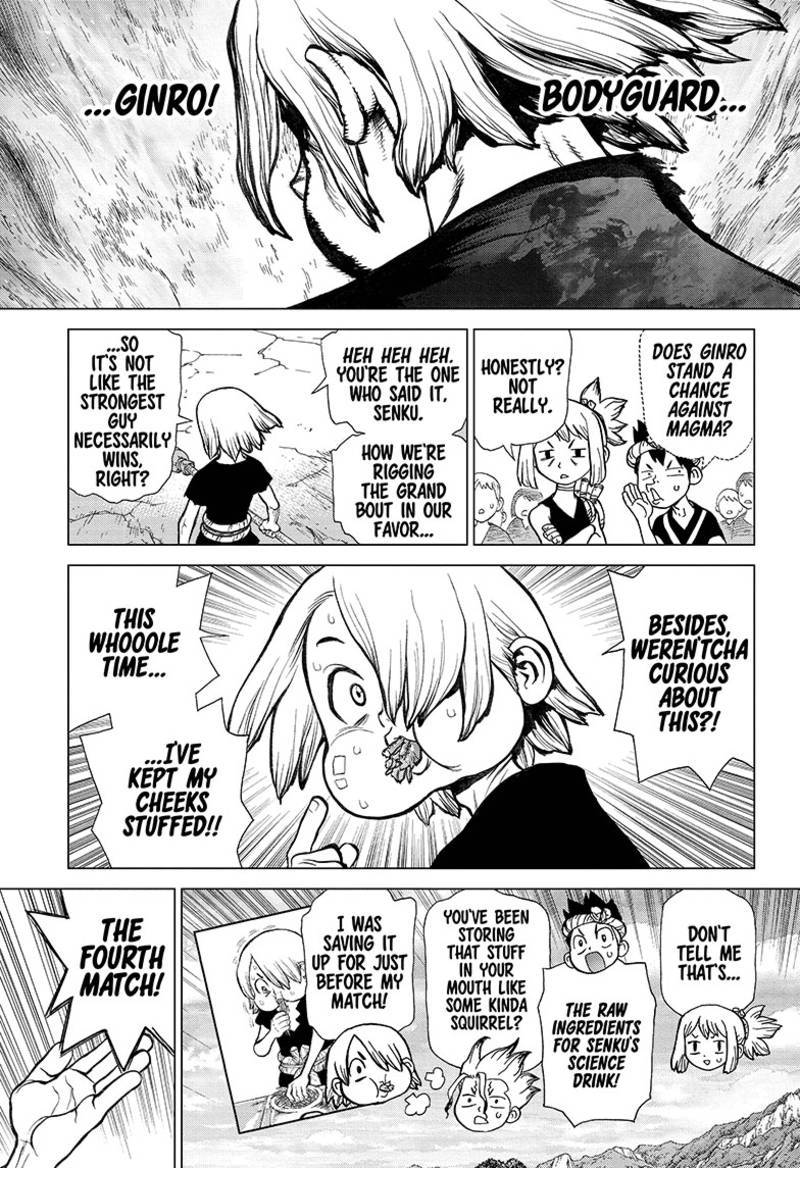 BODYGUARD...
...GINRO!
DOES GINRO
STAND A
CHANCE
AGAINST
MAGMA?
HONESTLY?
NOT
REALLY.
HEH HEH HEH.
YOU'RE THE ONE
WHO SAID IT,
SENKU.
HOW WE'RE
RIGGING
THE GRAND
BOUT IN OUR
FAVOR...
...SO
IT'S NOT
LIKE THE
STRONGEST
GUY
NECESSARILY
WINS,
RIGHT?
BESIDES,
WEREN'TCHA
CURIOUS
ABOUT
THIS?!
THIS
WHOOOLE
TIME...
...I'VE
KEPT MY
CHEEKS
STUFFED!!
DON'T
TELL ME
THAT'S...
THE RAW
INGREDIENTS
FOR SENKU'S
SCIENCE
DRINK!
YOU'VE BEEN
STORING
THAT STUFF
IN YOUR
MOUTH LIKE
SOME KINDA
SQUIRREL?
I WAS
SAVING IT
UP FOR JUST
BEFORE MY
MATCH!
THE
FOURTH
MATCH!